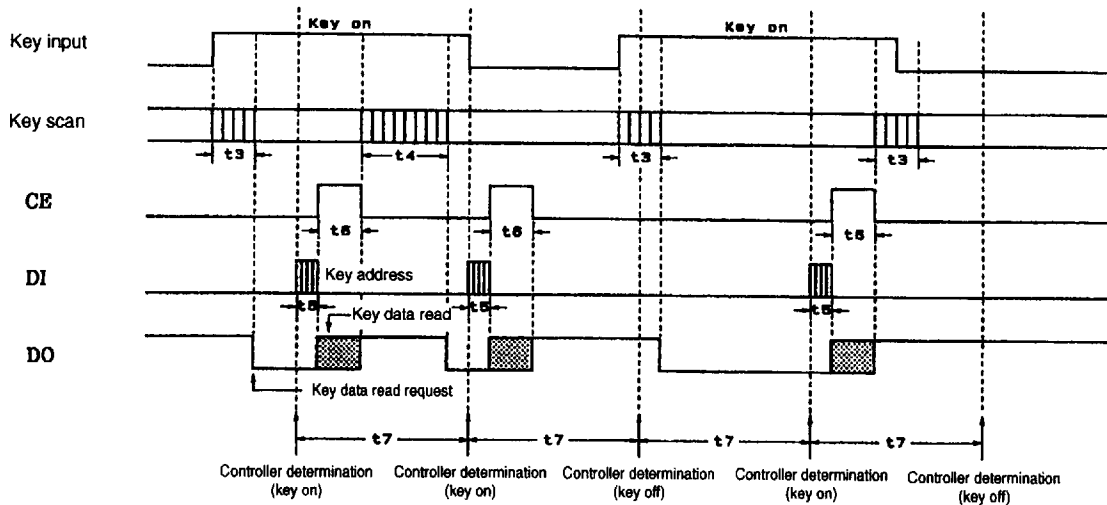 Key on
Key on
Key input
Key scan
t3
t4
t3
t3
CE
t6
t6
t6
DI
Key address
t5
t5
t5
Key data read
DO
Key data read request
t7
t7
t7
t7
Controller determination
(key on)
Controller determination
(key on)
Controller determination
(key off)
Controller determination
(key on)
Controller determination
(key off)